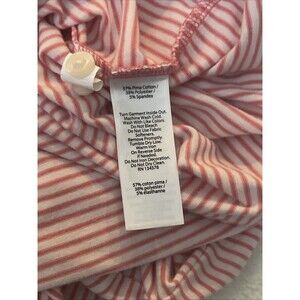 57% Pima Cotton/
38% Polyester/
5% Spandex
Turn Garment Inside Out.
Machine Wash Cold.
Wash With Like Colors.
Do Not Bleach.
Do Not Use Fabric
Softeners.
Remove Promptly.
Tumble Dry Low.
Warm Iron
On Reverse Side
If Needed.
Do Not Dry Iron Decoration.
Do Not Dry Clean.
RN 134578
57% coton pima/
38% polyester/
5% élasthanne